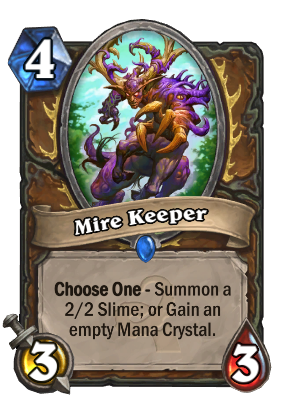 4
Mire Keeper
Choose One - Summon a
2/2 Slime; or Gain an
empty Mana Crystal.
3
3